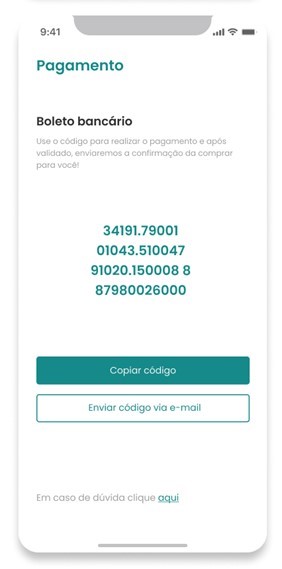 9:41
Pagamento
Boleto bancário
Use o código para realizar o pagamento e após
validado, enviaremos a confirmação da comprar
para você!
34191.79001
01043.510047
91020.150008 8
87980026000
Copiar código
Enviar código via e-mail
Em caso de dúvida clique aqui